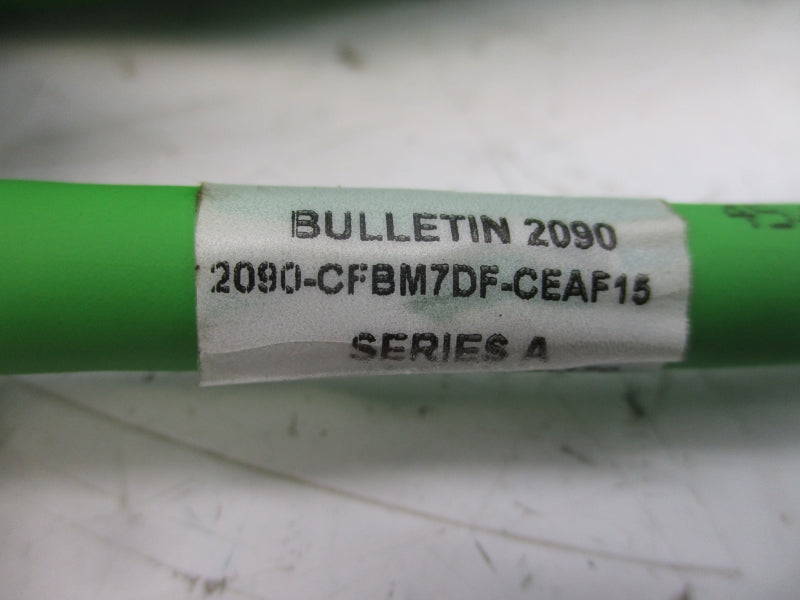 BULLETIN 2090
2090-CFBM7DF-CEAF15
SERIES A